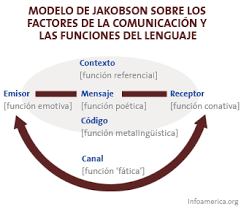 MODELO DE JAKOBSON SOBRE LOS
FACTORES DE LA COMUNICACIÓN Y
LAS FUNCIONES DEL LENGUAJE
Contexto
[función referencial]
Emisor Mensaje Receptor
[función emotiva] [función poética] [función conativa]
Código
[función metalingüística]
Canal
[función ‘fática’]
Infoamerica.org